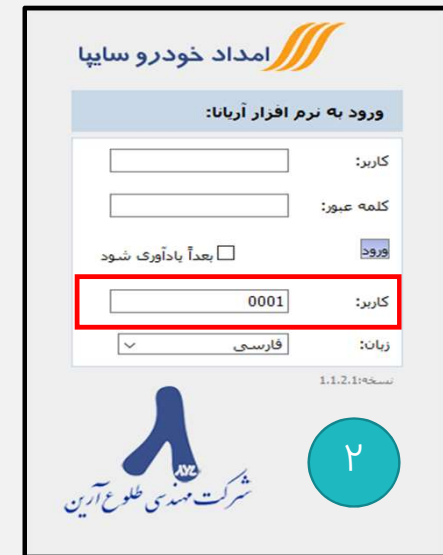 امداد خودرو سایپا
ورود به نرم افزار آریانا:
کاربر:
کلمه عبور:
ورود بعداً یادآوری شود
کاربر: 0001
زبان: فارسی
نسخه:1.1.2.1
شرکت مهندسی طلوع آرین
۲